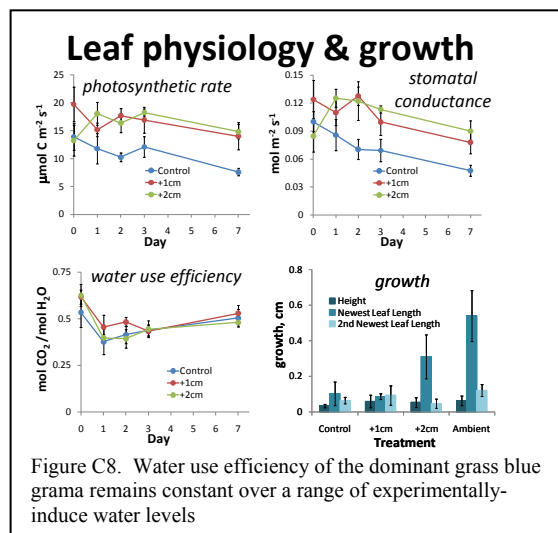 Leaf physiology & growth
photosynthetic rate
25
20
15
10
5
0
µmol C m⁻² s⁻¹
Control
+1cm
+2cm
0 1 2 3 4 5 6 7
Day
stomatal
conductance
0.15
0.12
0.09
0.06
0.03
0
mol m⁻² s⁻¹
Control
+1cm
+2cm
0 1 2 3 4 5 6 7
Day
water use efficiency
0.75
0.5
0.25
0
mol CO₂ / mol H₂O
Control
+1cm
+2cm
0 1 2 3 4 5 6 7
Day
growth
0.8
0.6
0.4
0.2
0
growth, cm
Height
Newest Leaf Length
2nd Newest Leaf Length
Control +1cm +2cm Ambient
Treatment
Figure C8. Water use efficiency of the dominant grass blue
grama remains constant over a range of experimentally-
induce water levels